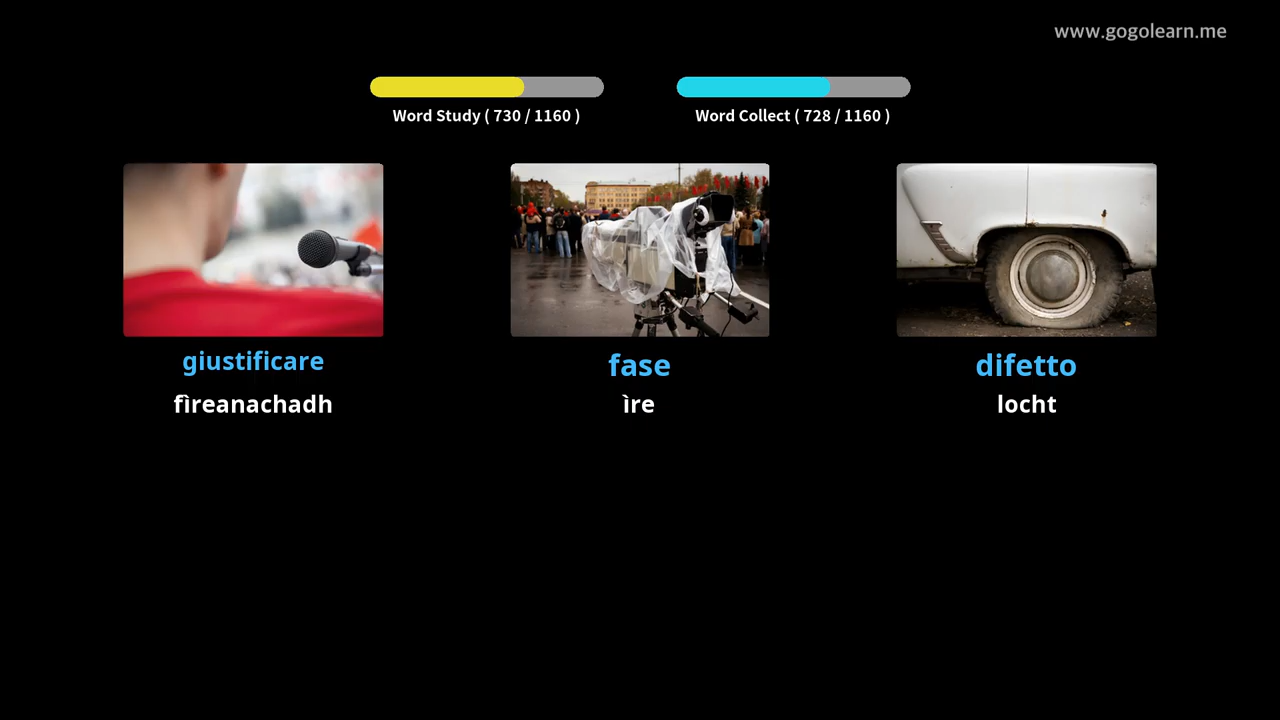 www.gogolearn.me
Word Study ( 730 / 1160 )
Word Collect ( 728 / 1160 )
giustificare
fìreanachadh
fase
ìre
difetto
locht